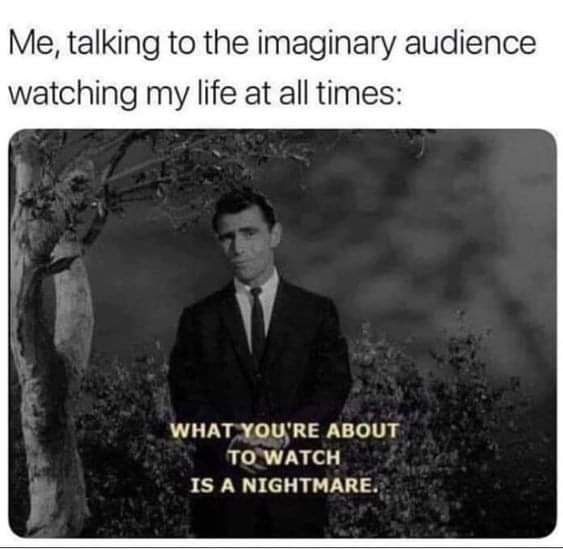 Me, talking to the imaginary audience
watching my life at all times:
WHAT YOU'RE ABOUT
TO WATCH
IS A NIGHTMARE.